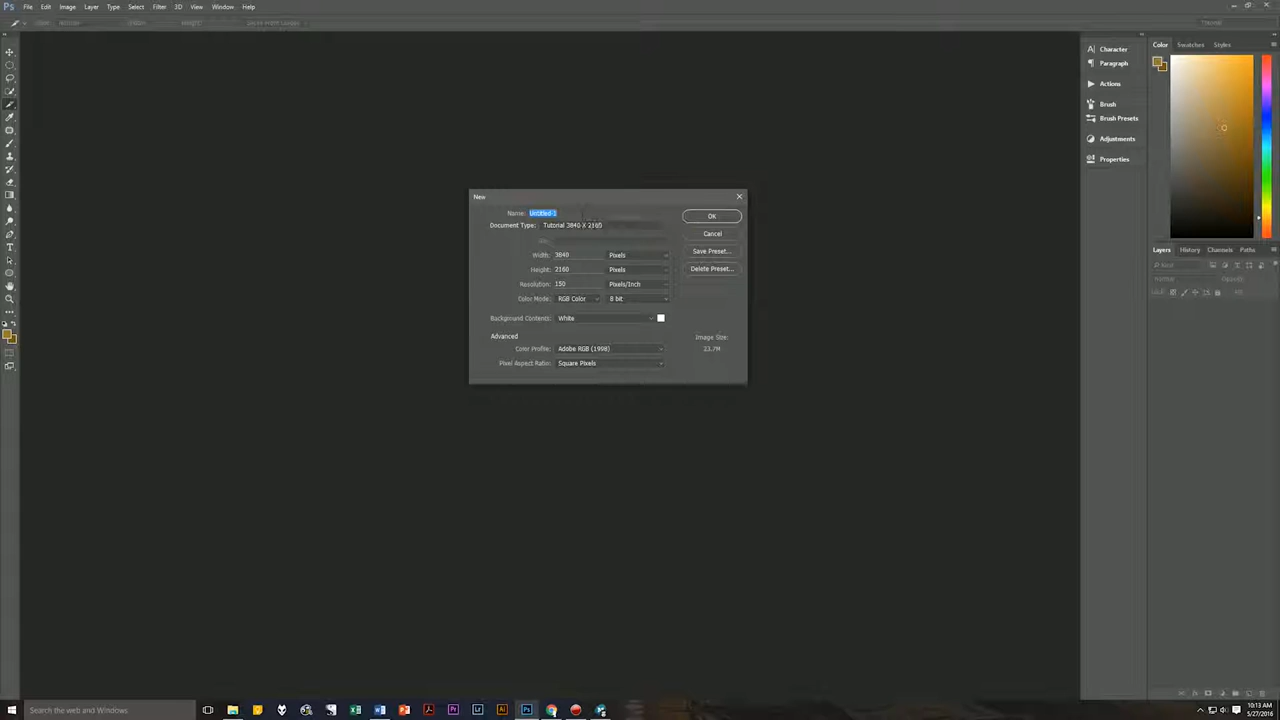 Ps File Edit Image Layer Type Select Filter 3D View Window Help
Character
Paragraph
Actions
Brush
Brush Presets
Adjustments
Properties
Color Swatches Styles
Layers History Channels Paths
New
Name: Untitled-1
Document Type: Tutorial 3840 X 2160
Width: 3840 Pixels
Height: 2160 Pixels
Resolution: 150 Pixels/Inch
Color Mode: RGB Color 8 bit
Background Contents: White
Advanced
Color Profile: Adobe RGB (1998)
Pixel Aspect Ratio: Square Pixels
OK
Cancel
Save Preset...
Delete Preset...
Image Size:
23.7M
Search the web and Windows
10:13 AM
5/27/2016